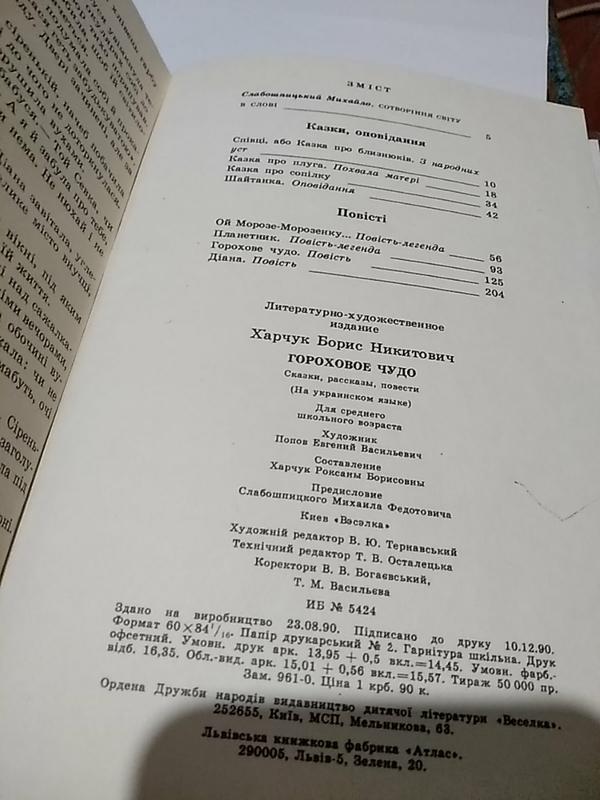 ЗМІСТ
Слабошпицький Михайло, СОТВОРІННЯ СВІТУ
В СЛОВІ 5
Казки, оповідання
Співці, або Казка про близнюків. З народних
уст 10
Казка про плуга. Похвала матері 18
Казка про сопілку 34
Шайтанка. Оповідання 42
Повісті
Ой Морозе-Морозенку... Повість-легенда 56
Планетник. Повість-легенда 93
Горохове чудо. Повість 125
Діана. Повість 204
Литературно-художественное
издание
Харчук Борис Никитович
ГОРОХОВОЕ ЧУДО
Сказки, рассказы, повести
(На украинском языке)
Для среднего
школьного возраста
Художник
Попов Евгений Васильевич
Составление
Харчук Роксаны Борисовны
Предисловие
Слабошпицкого Михаила Федотовича
Киев «Вэсэлка»
Художній редактор В. Ю. Тернавський
Технічний редактор Т. В. Осталецька
Коректори В. В. Богаєвський,
Т. М. Васильєва
ИБ № 5424
Здано на виробництво 23.08.90. Підписано до друку 10.12.90.
Формат 60×84¹/₁₆. Папір друкарський № 2. Гарнітура шкільна. Друк
офсетний. Умовн. друк арк. 13,95 + 0,5 вкл.=14,45. Умовн. фарб.-
відб. 16,35. Обл.-вид. арк. 15,01 + 0,56 вкл.=15,57. Тираж 50 000 пр.
Зам. 961-0. Ціна 1 крб. 90 к.
Ордена Дружби народів видавництво дитячої літератури «Веселка».
252655, Київ, МСП, Мельникова, 63.
Львівська книжкова фабрика «Атлас».
290005, Львів-5, Зелена, 20.